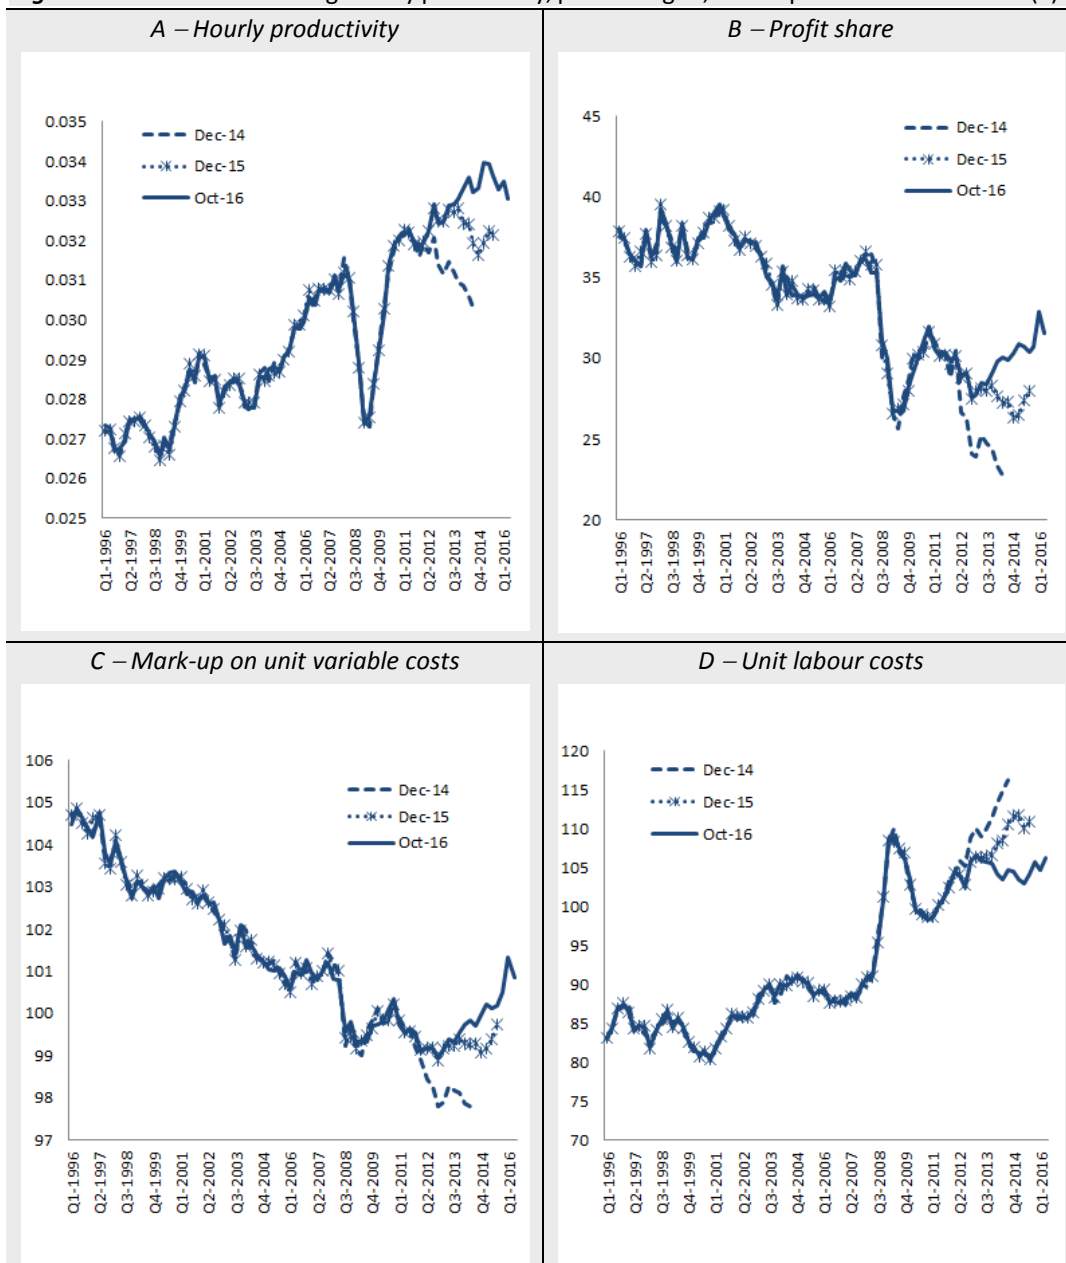 A – Hourly productivity
0.035
0.034
0.033
0.032
0.031
0.030
0.029
0.028
0.027
0.026
0.025
Dec-14
Dec-15
Oct-16
Q1-1996
Q2-1997
Q3-1998
Q4-1999
Q1-2001
Q2-2002
Q3-2003
Q4-2004
Q1-2006
Q2-2007
Q3-2008
Q4-2009
Q1-2011
Q2-2012
Q3-2013
Q4-2014
Q1-2016
B – Profit share
45
40
35
30
25
20
Dec-14
Dec-15
Oct-16
Q1-1996
Q2-1997
Q3-1998
Q4-1999
Q1-2001
Q2-2002
Q3-2003
Q4-2004
Q1-2006
Q2-2007
Q3-2008
Q4-2009
Q1-2011
Q2-2012
Q3-2013
Q4-2014
Q1-2016
C – Mark-up on unit variable costs
106
105
104
103
102
101
100
99
98
97
Dec-14
Dec-15
Oct-16
Q1-1996
Q2-1997
Q3-1998
Q4-1999
Q1-2001
Q2-2002
Q3-2003
Q4-2004
Q1-2006
Q2-2007
Q3-2008
Q4-2009
Q1-2011
Q2-2012
Q3-2013
Q4-2014
Q1-2016
D – Unit labour costs
120
115
110
105
100
95
90
85
80
75
70
Dec-14
Dec-15
Oct-16
Q1-1996
Q2-1997
Q3-1998
Q4-1999
Q1-2001
Q2-2002
Q3-2003
Q4-2004
Q1-2006
Q2-2007
Q3-2008
Q4-2009
Q1-2011
Q2-2012
Q3-2013
Q4-2014
Q1-2016